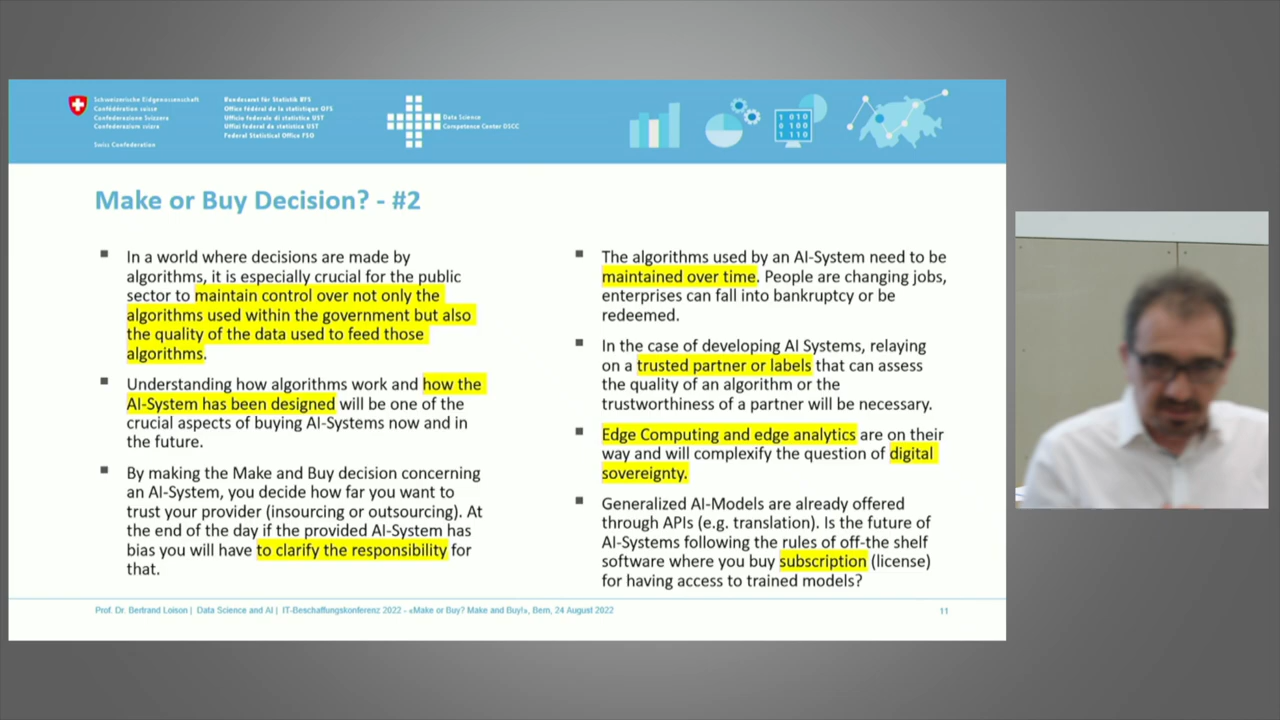 Schweizerische Eidgenossenschaft
Confédération suisse
Confederazione Svizzera
Confederaziun svizra
Swiss Confederation
Bundesamt für Statistik BFS
Office fédéral de la statistique OFS
Ufficio federale di statistica UST
Uffizi federal da statistica UST
Federal Statistical Office FSO
Data Science
Competence Center DSCC
1 010
0 100
1 110
Make or Buy Decision? - #2
In a world where decisions are made by
algorithms, it is especially crucial for the public
sector to maintain control over not only the
algorithms used within the government but also
the quality of the data used to feed those
algorithms.
Understanding how algorithms work and how the
AI-System has been designed will be one of the
crucial aspects of buying AI-Systems now and in
the future.
By making the Make and Buy decision concerning
an AI-System, you decide how far you want to
trust your provider (insourcing or outsourcing). At
the end of the day if the provided AI-System has
bias you will have to clarify the responsibility for
that.
The algorithms used by an AI-System need to be
maintained over time. People are changing jobs,
enterprises can fall into bankruptcy or be
redeemed.
In the case of developing AI Systems, relaying
on a trusted partner or labels that can assess
the quality of an algorithm or the
trustworthiness of a partner will be necessary.
Edge Computing and edge analytics are on their
way and will complexify the question of digital
sovereignty.
Generalized AI-Models are already offered
through APIs (e.g. translation). Is the future of
AI-Systems following the rules of off-the shelf
software where you buy subscription (license)
for having access to trained models?
Prof. Dr. Bertrand Loison | Data Science and AI | IT-Beschaffungskonferenz 2022 - «Make or Buy? Make and Buy!», Bern, 24 August 2022
11